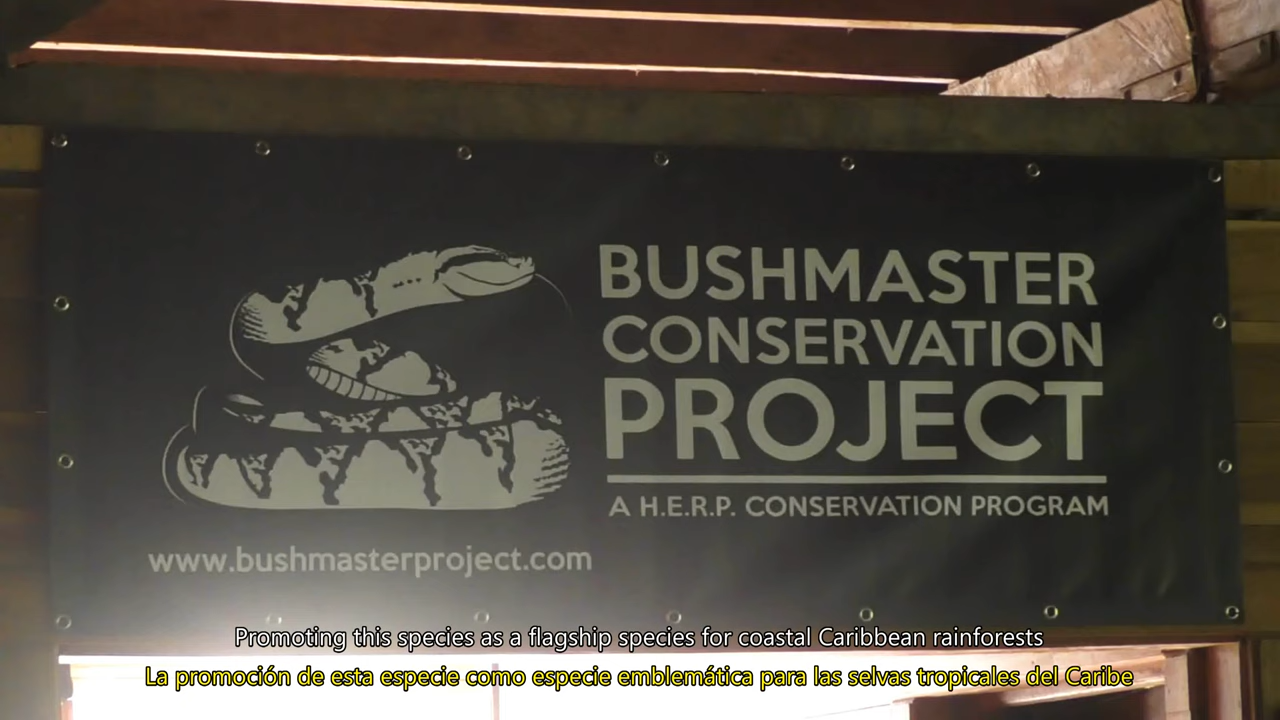 BUSHMASTER
CONSERVATION
PROJECT
A H.E.R.P. CONSERVATION PROGRAM
www.bushmasterproject.com
Promoting this species as a flagship species for coastal Caribbean rainforests
La promoción de esta especie como especie emblemática para las selvas tropicales del Caribe